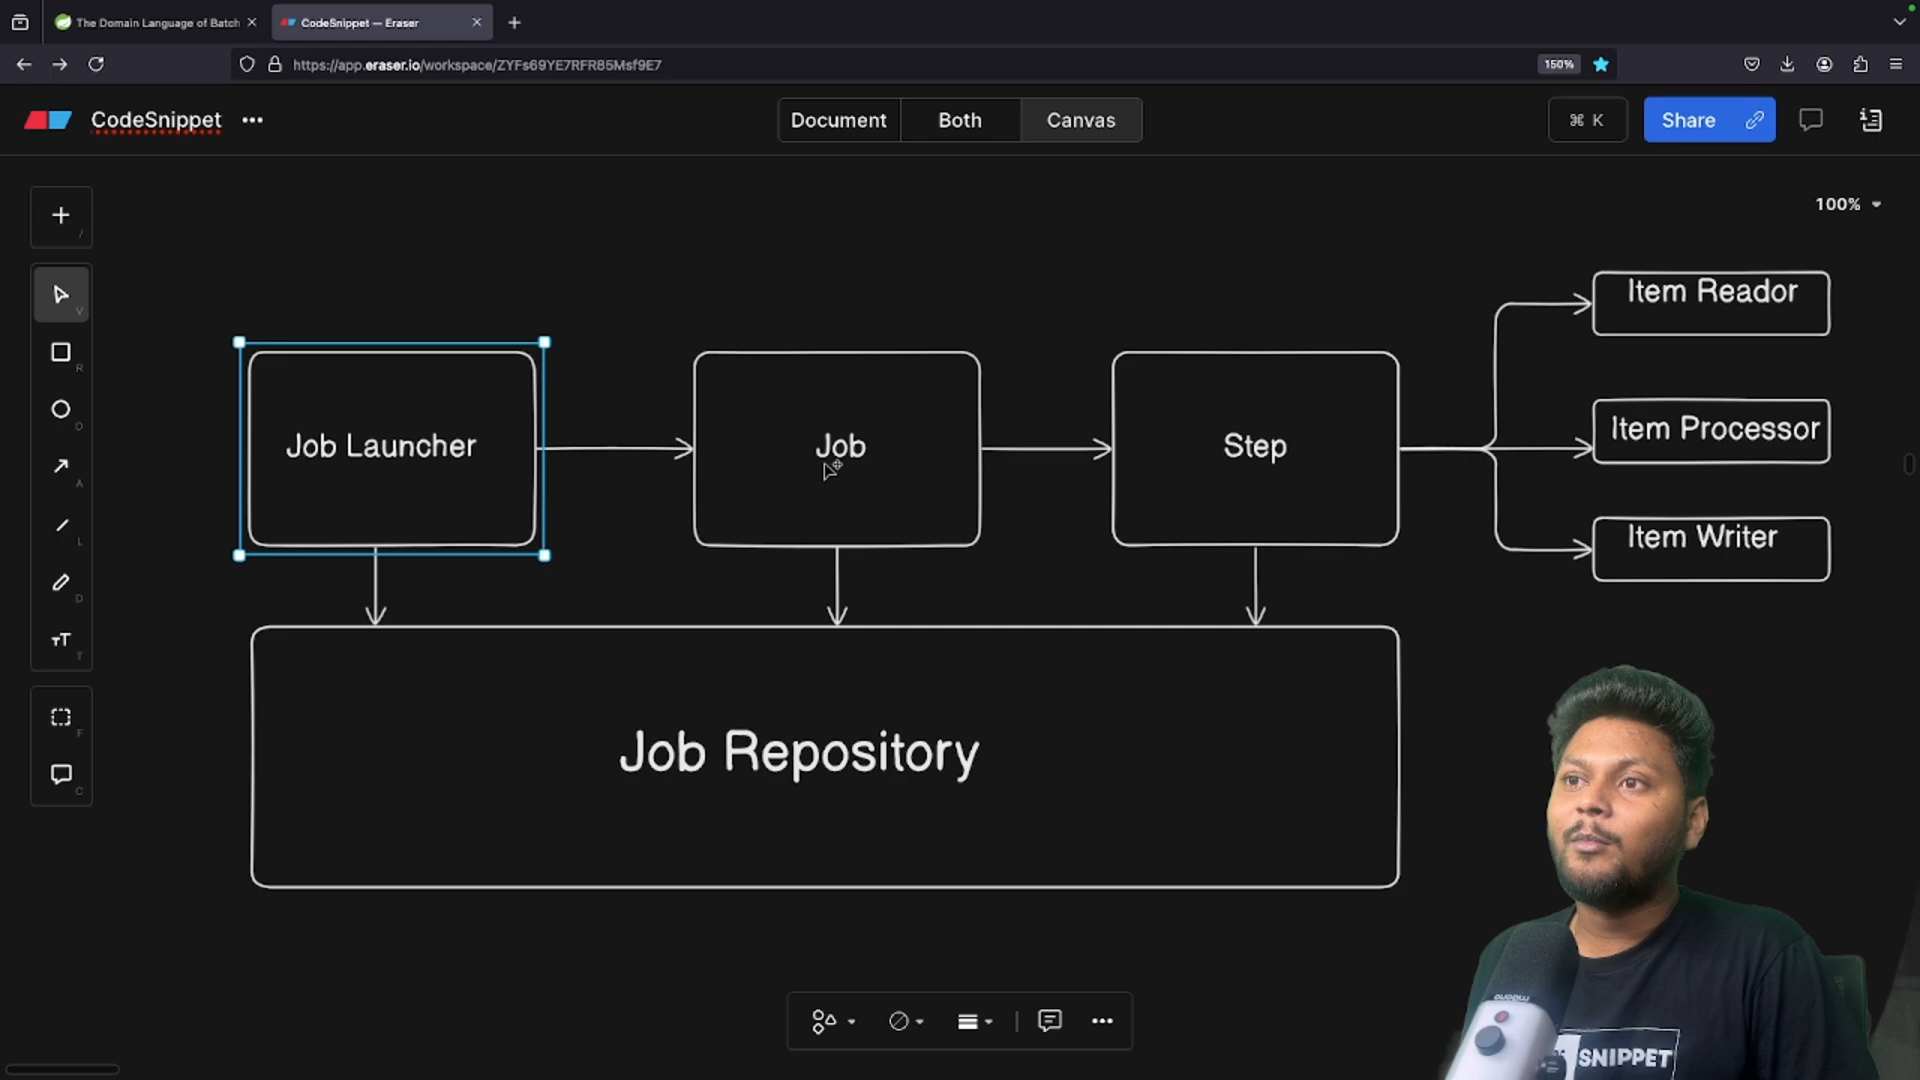 The Domain Language of Batch
CodeSnippet — Eraser
https://app.eraser.io/workspace/ZYFs69YE7RFR85Msf9E7
150%
CodeSnippet
Document
Both
Canvas
⌘ K
Share
100%
/
V
R
O
A
L
D
T
F
C
Job Launcher
Job
Step
Item Reador
Item Processor
Item Writer
Job Repository
maono
SNIPPET